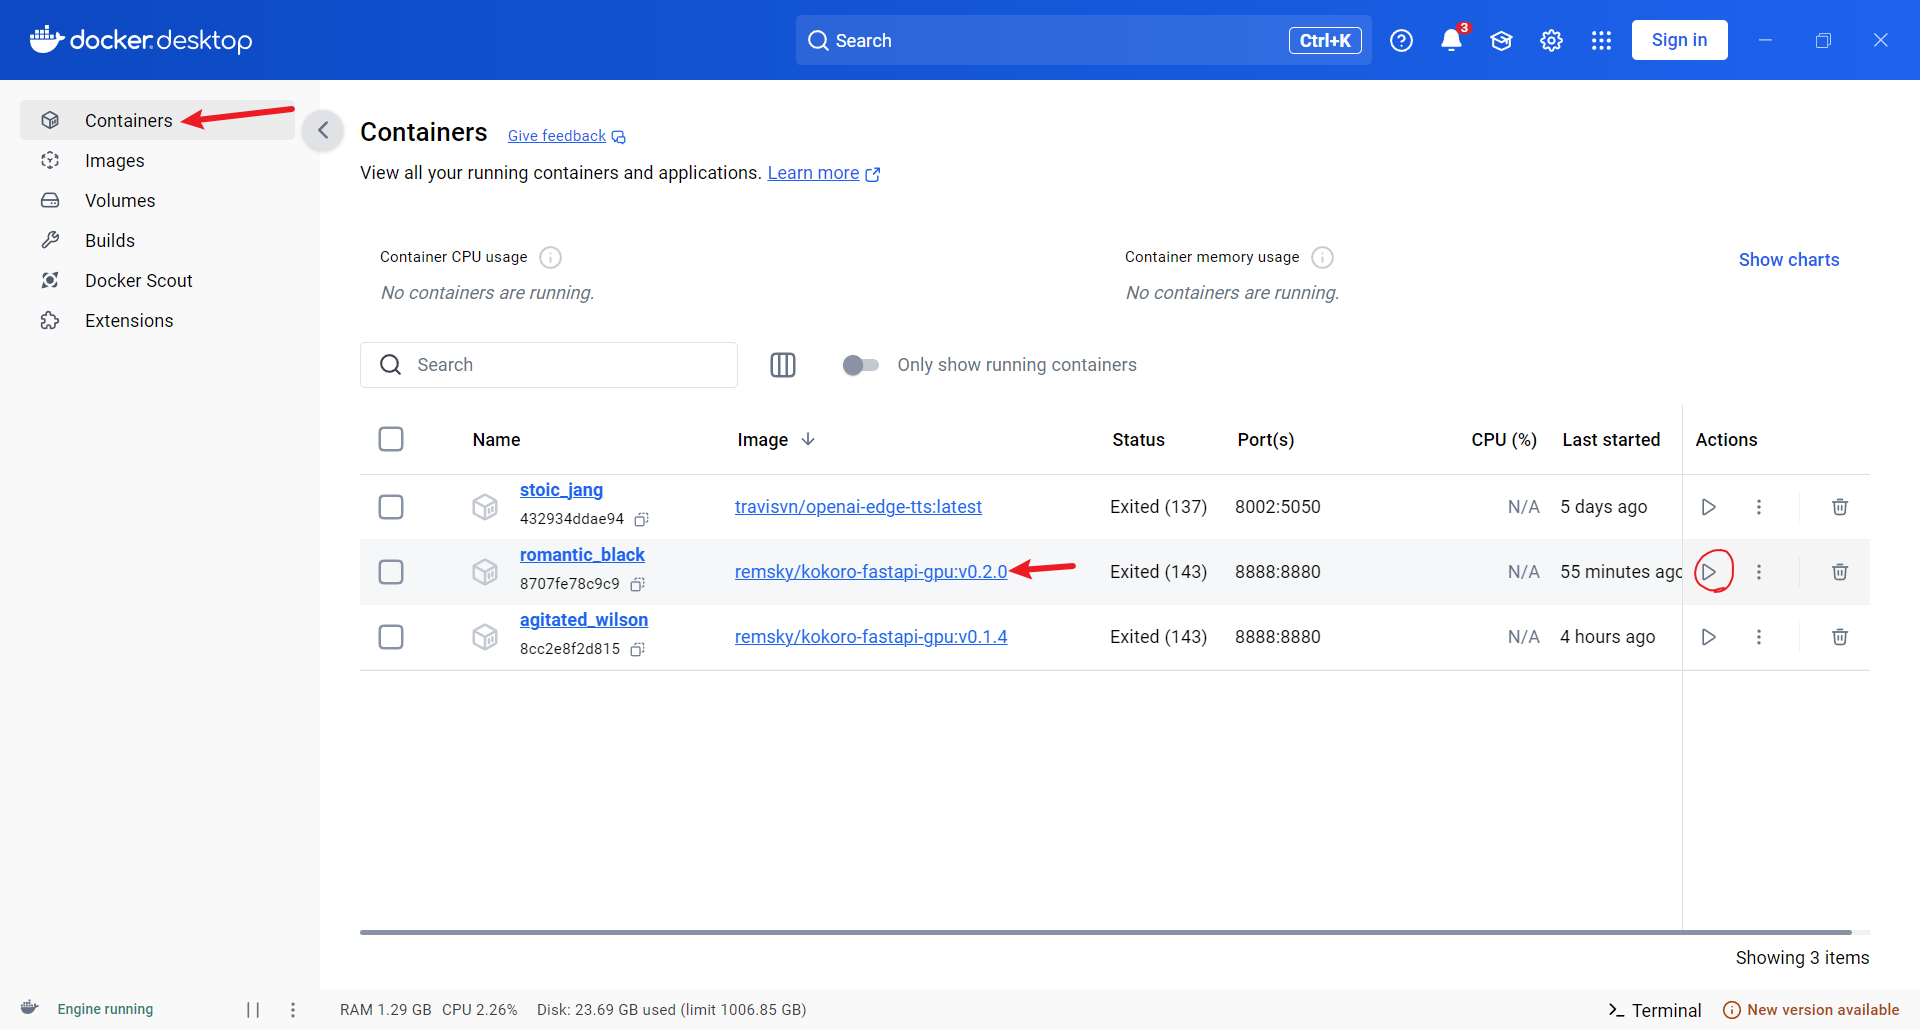 docker.desktop
Search
Ctrl+K
3
Sign in
Containers
Images
Volumes
Builds
Docker Scout
Extensions
Containers
Give feedback
View all your running containers and applications. Learn more
Container CPU usage
No containers are running.
Container memory usage
No containers are running.
Show charts
Search
Only show running containers
Name Image Status Port(s) CPU (%) Last started Actions
stoic_jang
432934ddae94
travisvn/openai-edge-tts:latest Exited (137) 8002:5050 N/A 5 days ago
romantic_black
8707fe78c9c9
remsky/kokoro-fastapi-gpu:v0.2.0 Exited (143) 8888:8880 N/A 55 minutes ago
agitated_wilson
8cc2e8f2d815
remsky/kokoro-fastapi-gpu:v0.1.4 Exited (143) 8888:8880 N/A 4 hours ago
Showing 3 items
Engine running
RAM 1.29 GB CPU 2.26% Disk: 23.69 GB used (limit 1006.85 GB)
Terminal
New version available